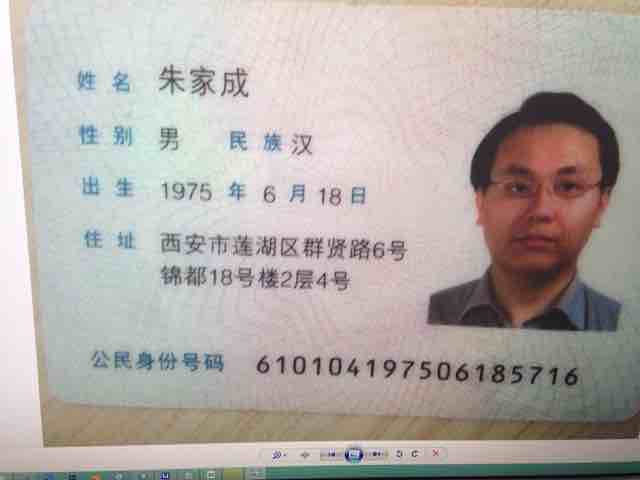 姓名 朱家成
性别 男 民族 汉
出生 1975 年 6 月 18 日
住址 西安市莲湖区群贤路6号
锦都18号楼2层4号
公民身份号码 610104197506185716